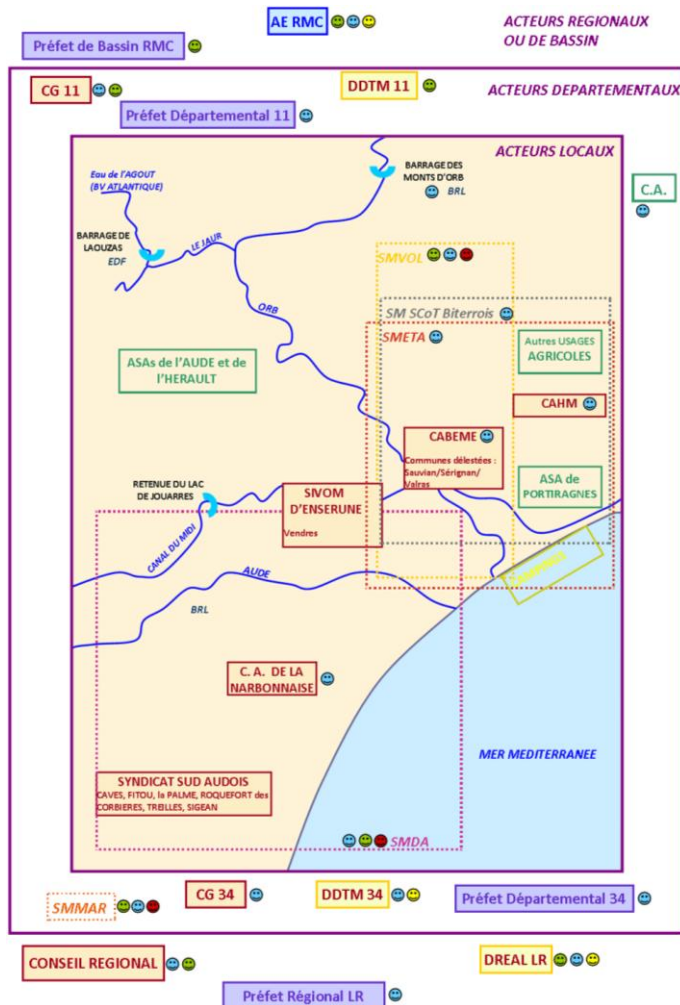 AE RMC
ACTEURS REGIONAUX
OU DE BASSIN
Préfet de Bassin RMC
CG 11
DDTM 11
ACTEURS DEPARTEMENTAUX
Préfet Départemental 11
ACTEURS LOCAUX
Eau de l'AGOUT
(BV ATLANTIQUE)
BARRAGE DES
MONTS D'ORB
BRL
C.A.
BARRAGE DE
LAOUZAS
EDF
LE JAUR
SMVOL
ORB
SM SCoT Biterrois
SMETA
Autres USAGES
AGRICOLES
ASAs de l'AUDE et de
l'HERAULT
CAHM
CABEME
Communes délestées :
Sauvian/Sérignan/
Valras
RETENUE DU LAC
DE JOUARRES
SIVOM
D'ENSERUNE
Vendres
ASA de
PORTIRAGNES
CANAL DU MIDI
AUDE
BRL
C. A. DE LA
NARBONNAISE
MER MEDITERRANEE
SYNDICAT SUD AUDOIS
CAVES, FITOU, la PALME, ROQUEFORT des
CORBIERES, TREILLES, SIGEAN
SMDA
CG 34
DDTM 34
Préfet Départemental 34
SMMAR
CONSEIL REGIONAL
DREAL LR
Préfet Régional LR